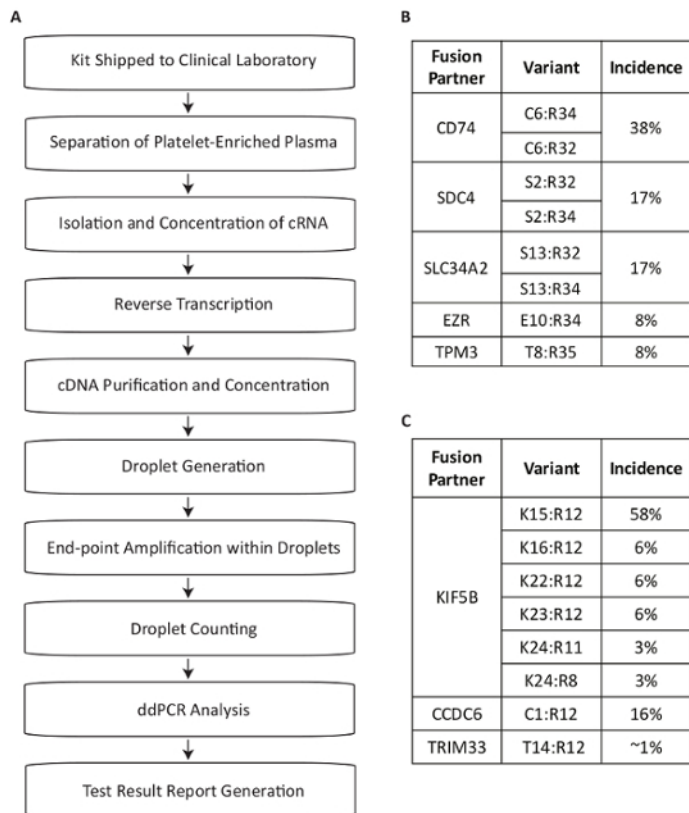 A
Kit Shipped to Clinical Laboratory
Separation of Platelet-Enriched Plasma
Isolation and Concentration of cRNA
Reverse Transcription
cDNA Purification and Concentration
Droplet Generation
End-point Amplification within Droplets
Droplet Counting
ddPCR Analysis
Test Result Report Generation
B
Fusion Partner Variant Incidence
CD74 C6:R34 38%
C6:R32
SDC4 S2:R32 17%
S2:R34
SLC34A2 S13:R32 17%
S13:R34
EZR E10:R34 8%
TPM3 T8:R35 8%
C
Fusion Partner Variant Incidence
KIF5B K15:R12 58%
K16:R12 6%
K22:R12 6%
K23:R12 6%
K24:R11 3%
K24:R8 3%
CCDC6 C1:R12 16%
TRIM33 T14:R12 ~1%